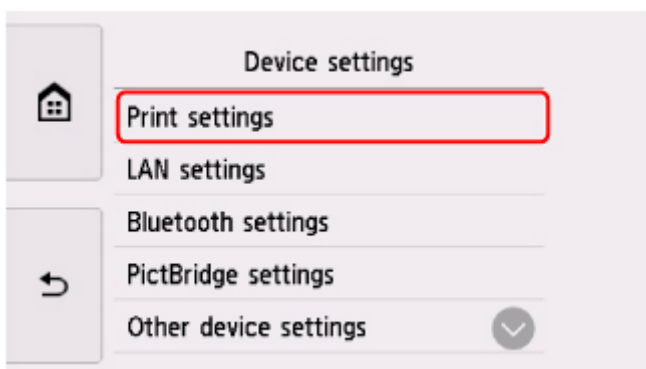 Device settings
Print settings
LAN settings
Bluetooth settings
PictBridge settings
Other device settings